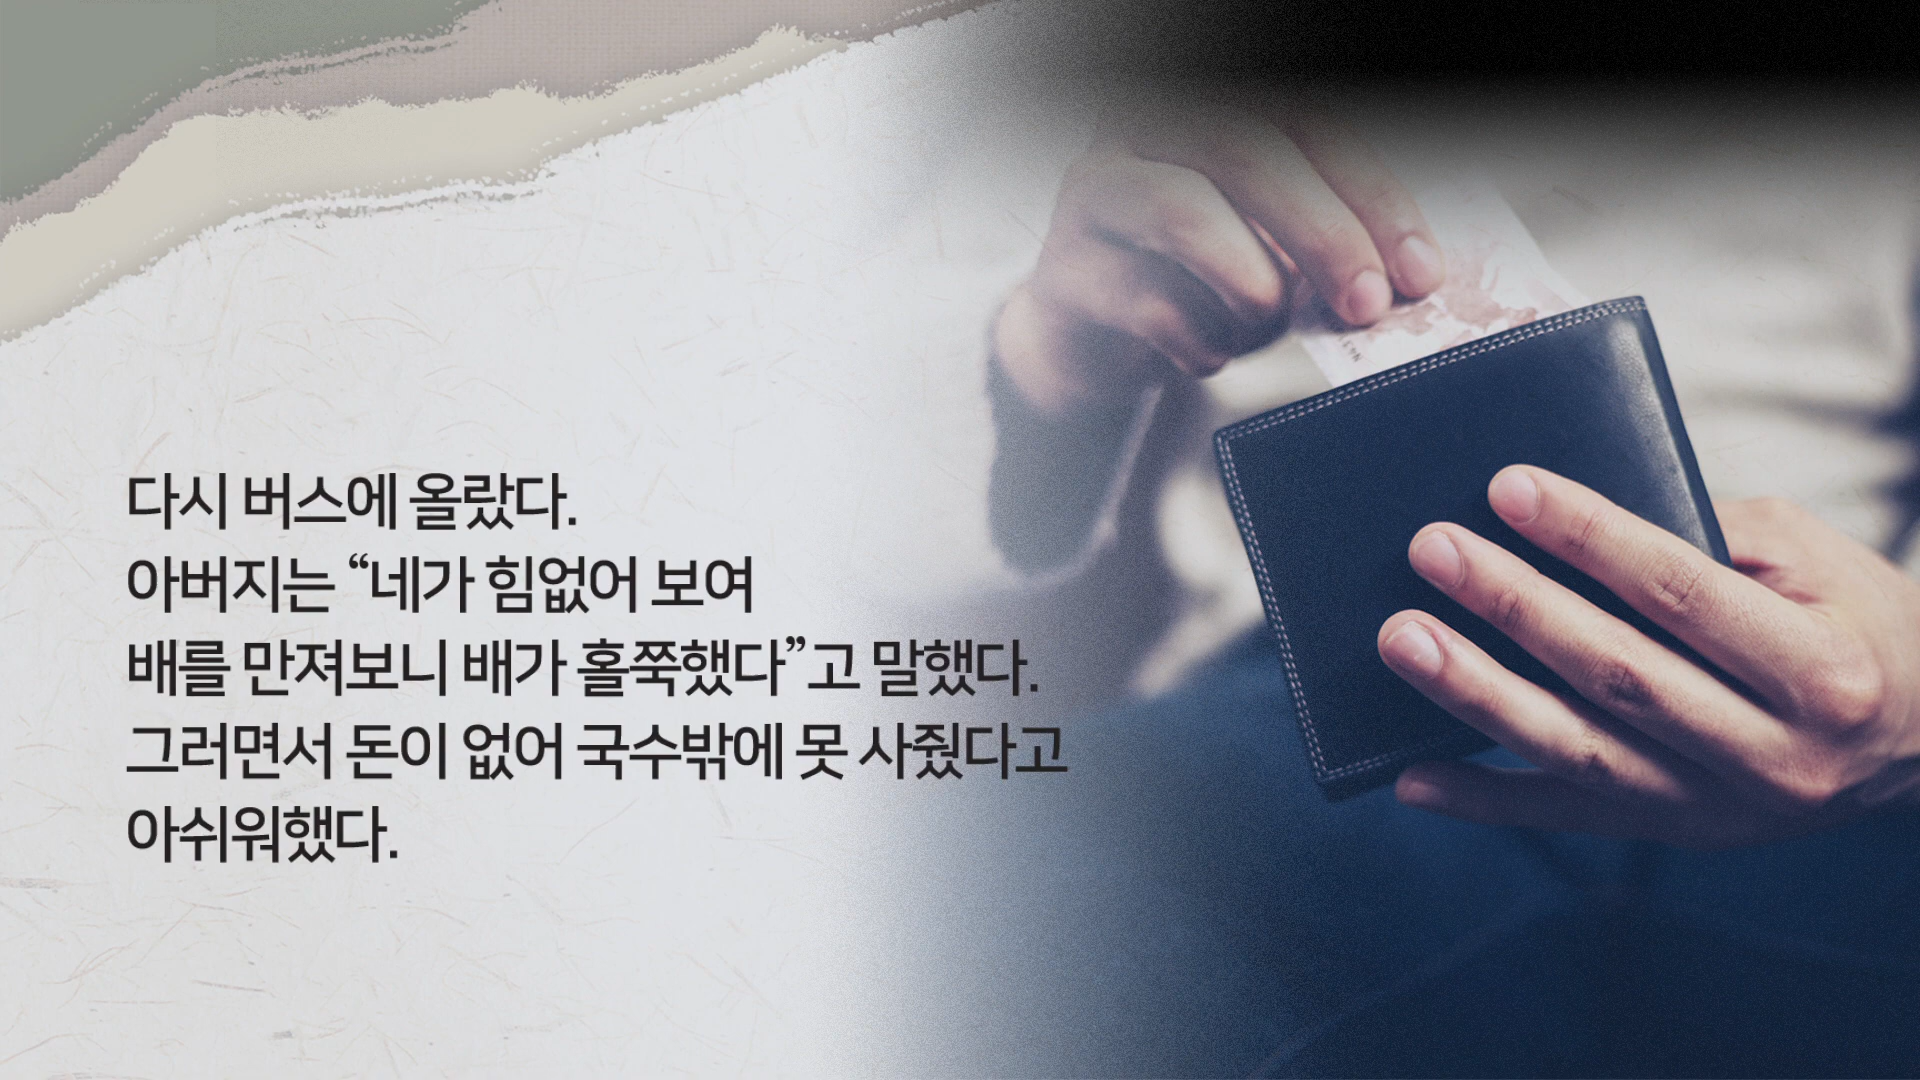 다시 버스에 올랐다.
아버지는 “네가 힘없어 보여
배를 만져보니 배가 홀쭉했다”고 말했다.
그러면서 돈이 없어 국수밖에 못 사줬다고
아쉬워했다.